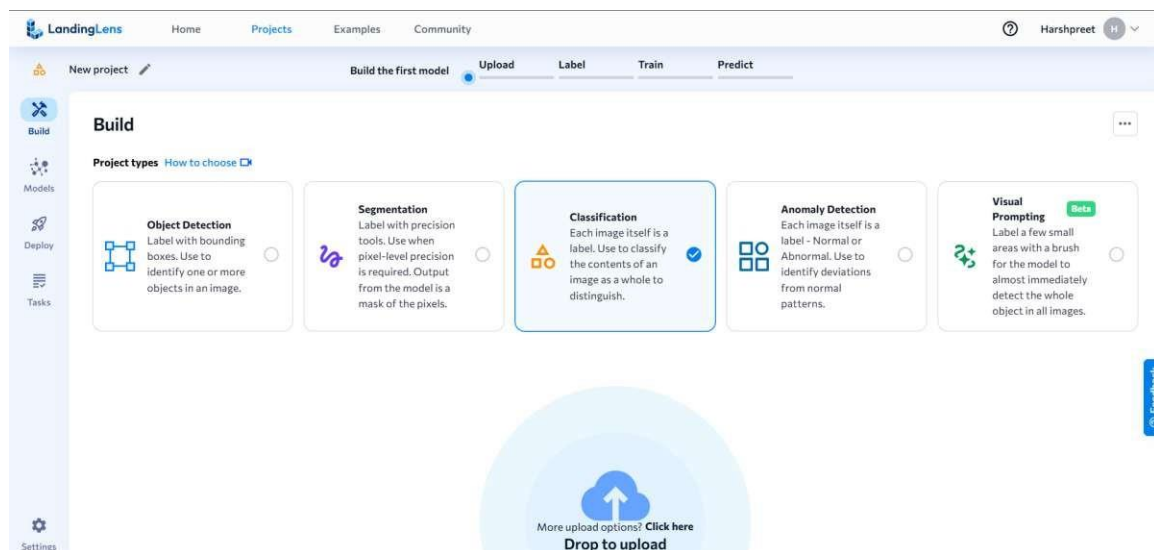 LandingLens
Home
Projects
Examples
Community
Harshpreet
H
New project
Build the first model
Upload
Label
Train
Predict
Build
Models
Deploy
Tasks
Settings
Build
Project types How to choose
Object Detection
Label with bounding
boxes. Use to
identify one or more
objects in an image.
Segmentation
Label with precision
tools. Use when
pixel-level precision
is required. Output
from the model is a
mask of the pixels.
Classification
Each image itself is a
label. Use to classify
the contents of an
image as a whole to
distinguish.
Anomaly Detection
Each image itself is a
label - Normal or
Abnormal. Use to
identify deviations
from normal
patterns.
Visual
Prompting
Beta
Label a few small
areas with a brush
for the model to
almost immediately
detect the whole
object in all images.
More upload options? Click here
Drop to upload